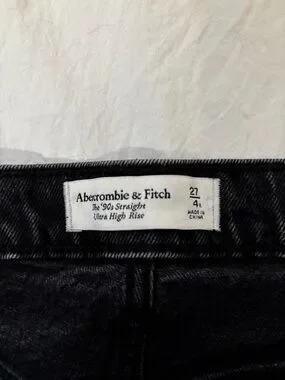 Abercrombie & Fitch
The '90s Straight
Ultra High Rise
27
4
MADE IN
CHINA